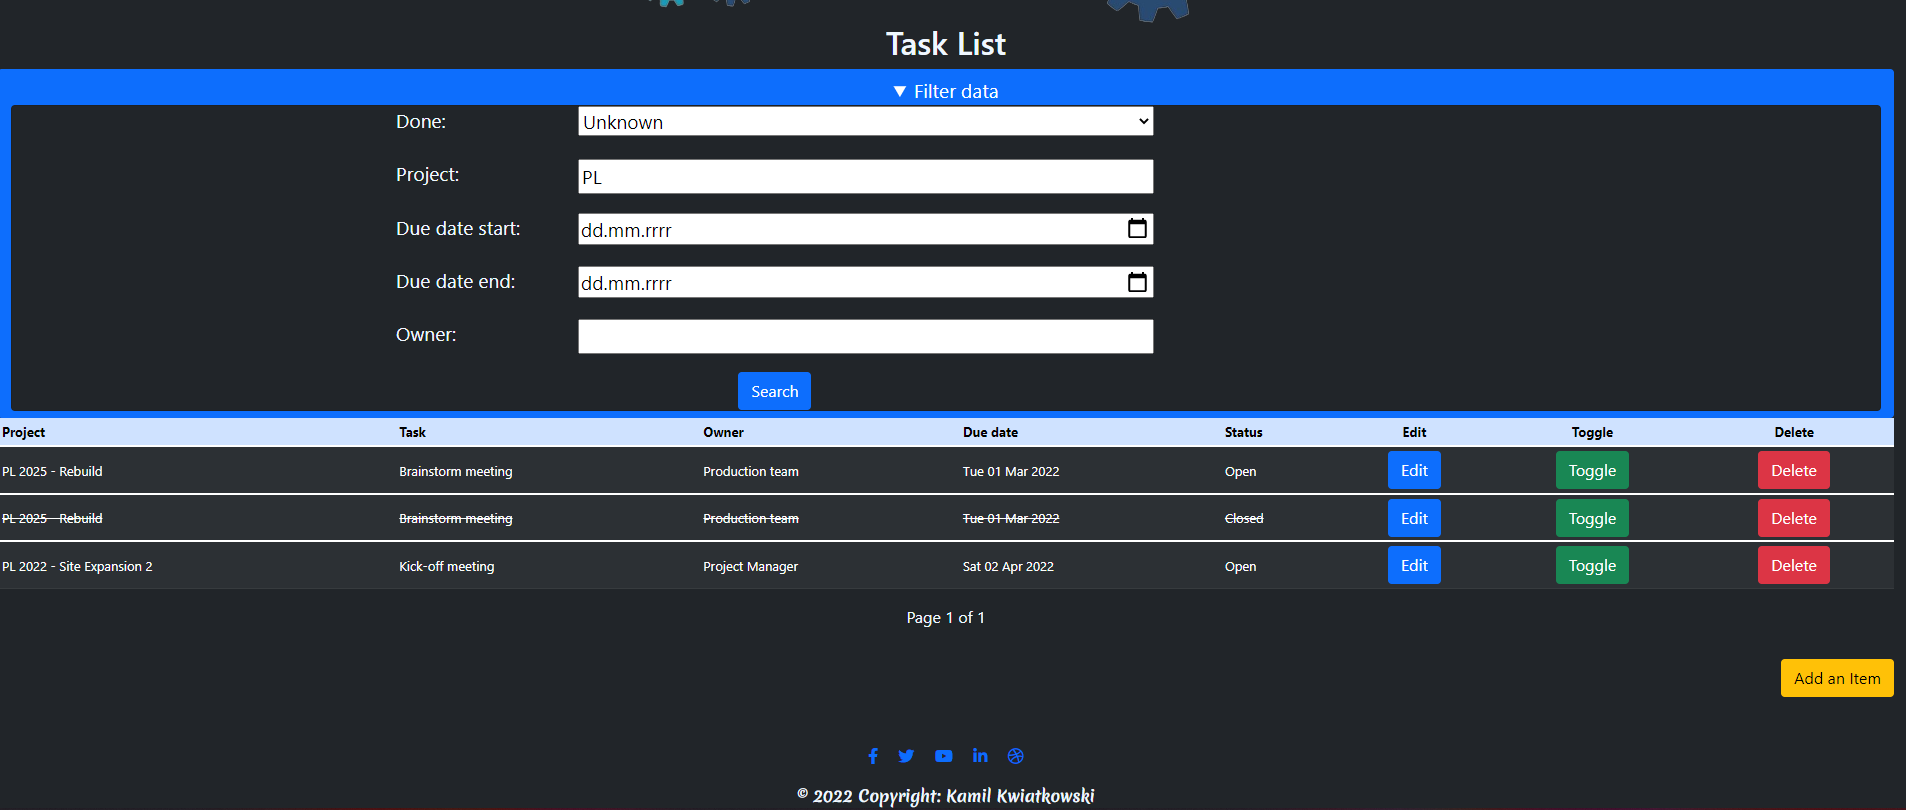 Task List
▼ Filter data
Done: Unknown
Project: PL
Due date start: dd.mm.rrrr
Due date end: dd.mm.rrrr
Owner:
Search
Project Task Owner Due date Status Edit Toggle Delete
PL 2025 - Rebuild Brainstorm meeting Production team Tue 01 Mar 2022 Open Edit Toggle Delete
PL 2025 - Rebuild Brainstorm meeting Production team Tue 01 Mar 2022 Closed Edit Toggle Delete
PL 2022 - Site Expansion 2 Kick-off meeting Project Manager Sat 02 Apr 2022 Open Edit Toggle Delete
Page 1 of 1
Add an Item
© 2022 Copyright: Kamil Kwiatkowski